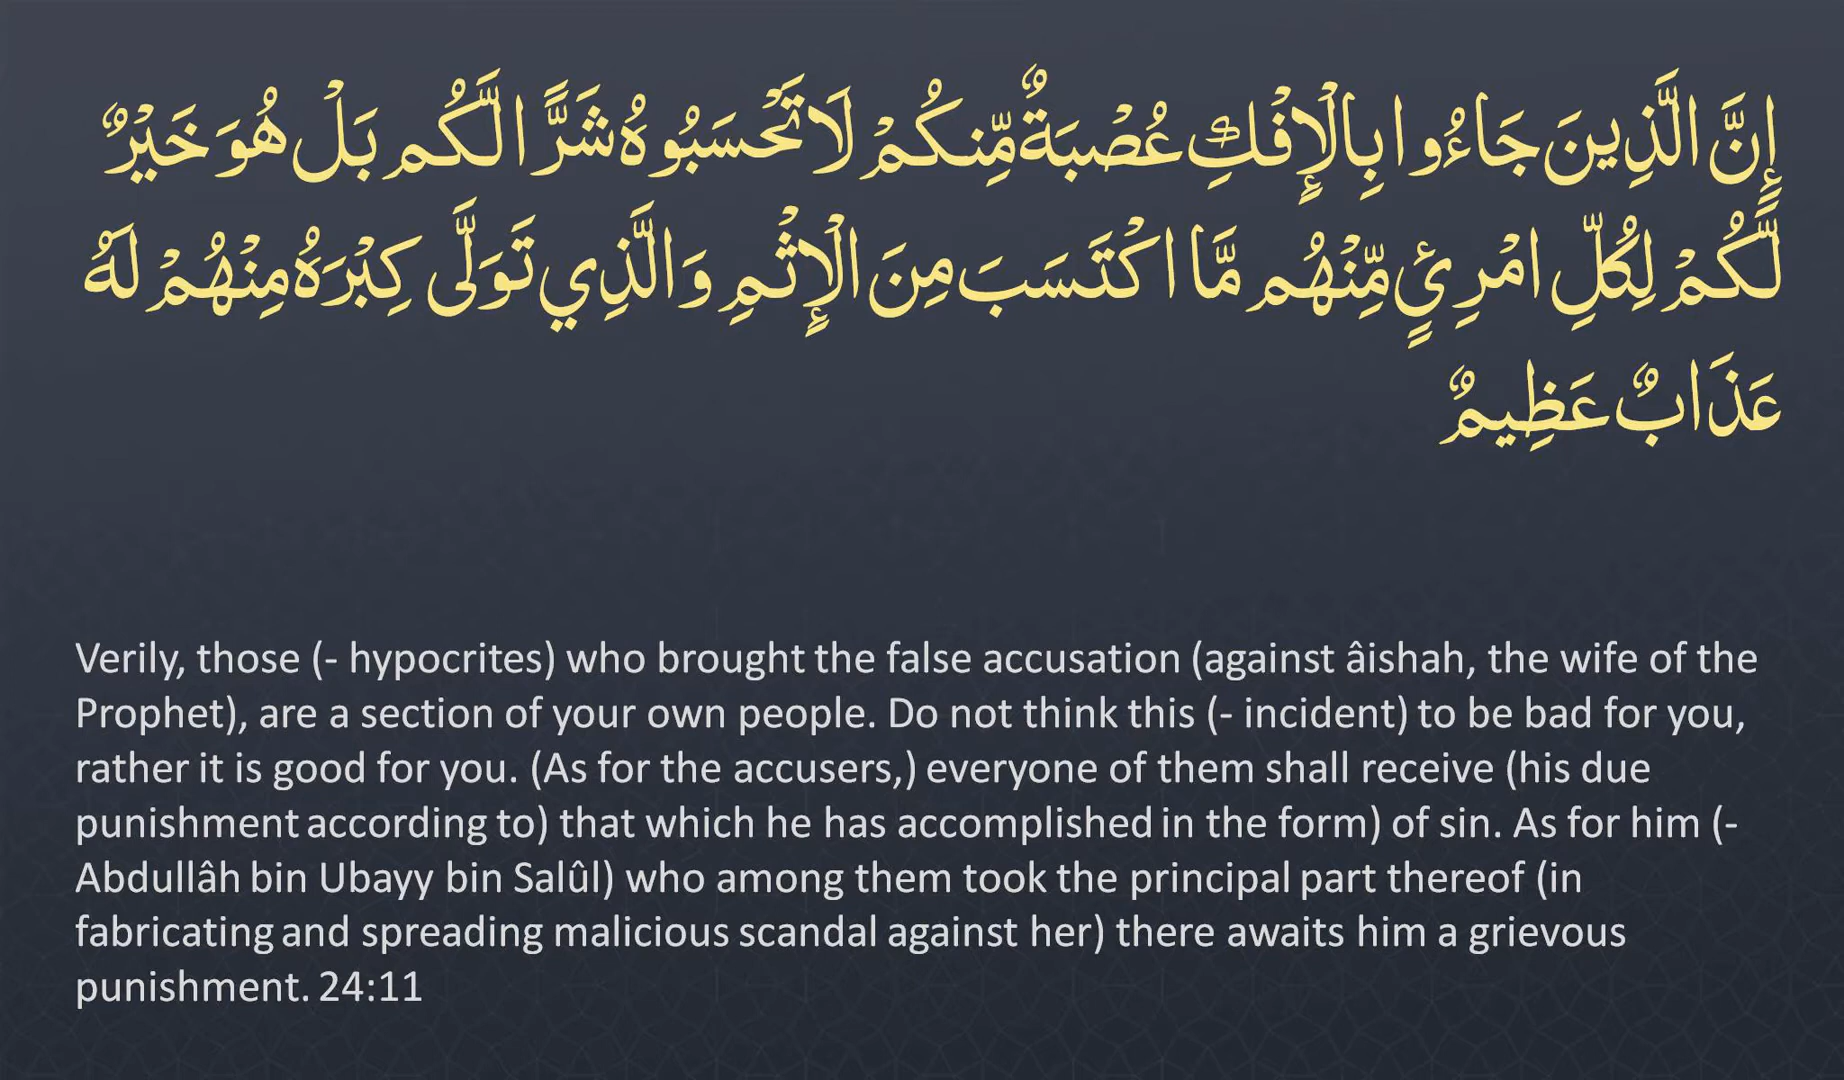 إِنَّ الَّذِينَ جَاءُوا بِالْإِفْكِ عُصْبَةٌ مِّنكُمْ لَا تَحْسَبُوهُ شَرًّا لَّكُم بَلْ هُوَ خَيْرٌ
لَّكُمْ لِكُلِّ امْرِئٍ مِّنْهُم مَّا اكْتَسَبَ مِنَ الْإِثْمِ وَالَّذِي تَوَلَّى كِبْرَهُ مِنْهُمْ لَهُ
عَذَابٌ عَظِيمٌ
Verily, those (- hypocrites) who brought the false accusation (against âishah, the wife of the
Prophet), are a section of your own people. Do not think this (- incident) to be bad for you,
rather it is good for you. (As for the accusers,) everyone of them shall receive (his due
punishment according to) that which he has accomplished in the form) of sin. As for him (-
Abdullâh bin Ubayy bin Salûl) who among them took the principal part thereof (in
fabricating and spreading malicious scandal against her) there awaits him a grievous
punishment. 24:11